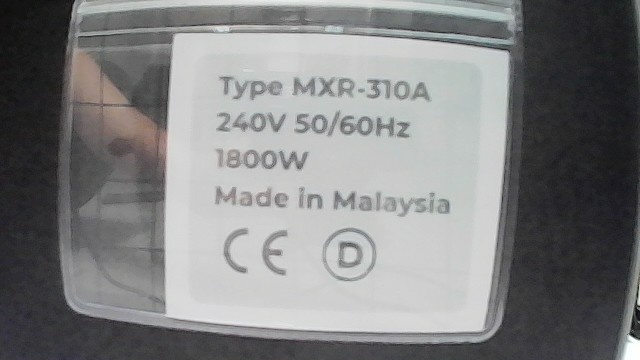 Type MXR-310A
240V 50/60Hz
1800W
Made in Malaysia
CE D